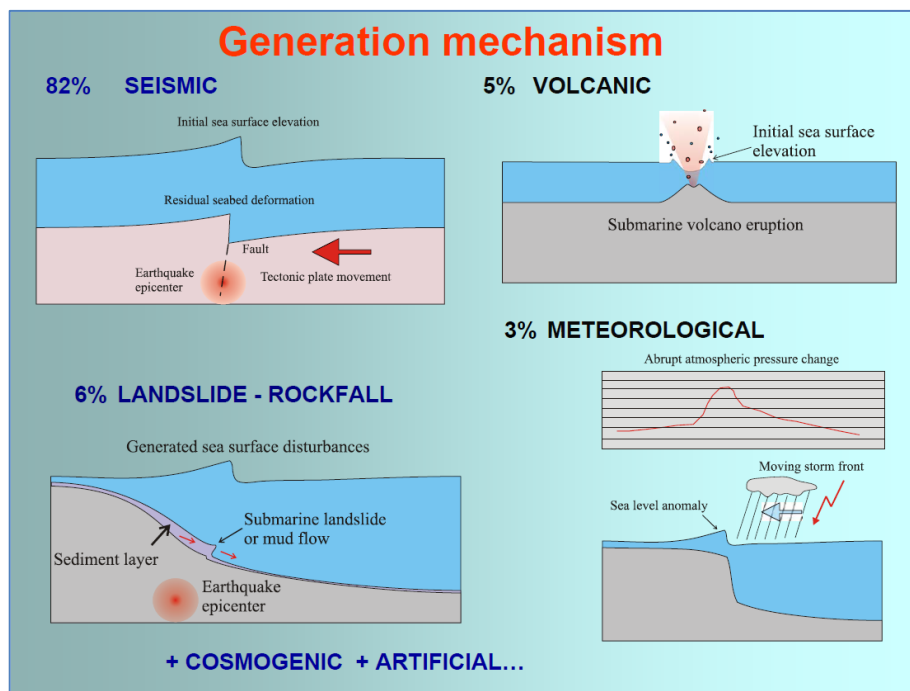 Generation mechanism
82% SEISMIC
Initial sea surface elevation
Residual seabed deformation
Fault
Earthquake
epicenter
Tectonic plate movement
5% VOLCANIC
Initial sea surface
elevation
Submarine volcano eruption
6% LANDSLIDE - ROCKFALL
Generated sea surface disturbances
Submarine landslide
or mud flow
Sediment layer
Earthquake
epicenter
3% METEOROLOGICAL
Abrupt atmospheric pressure change
Moving storm front
Sea level anomaly
+ COSMOGENIC + ARTIFICIAL...